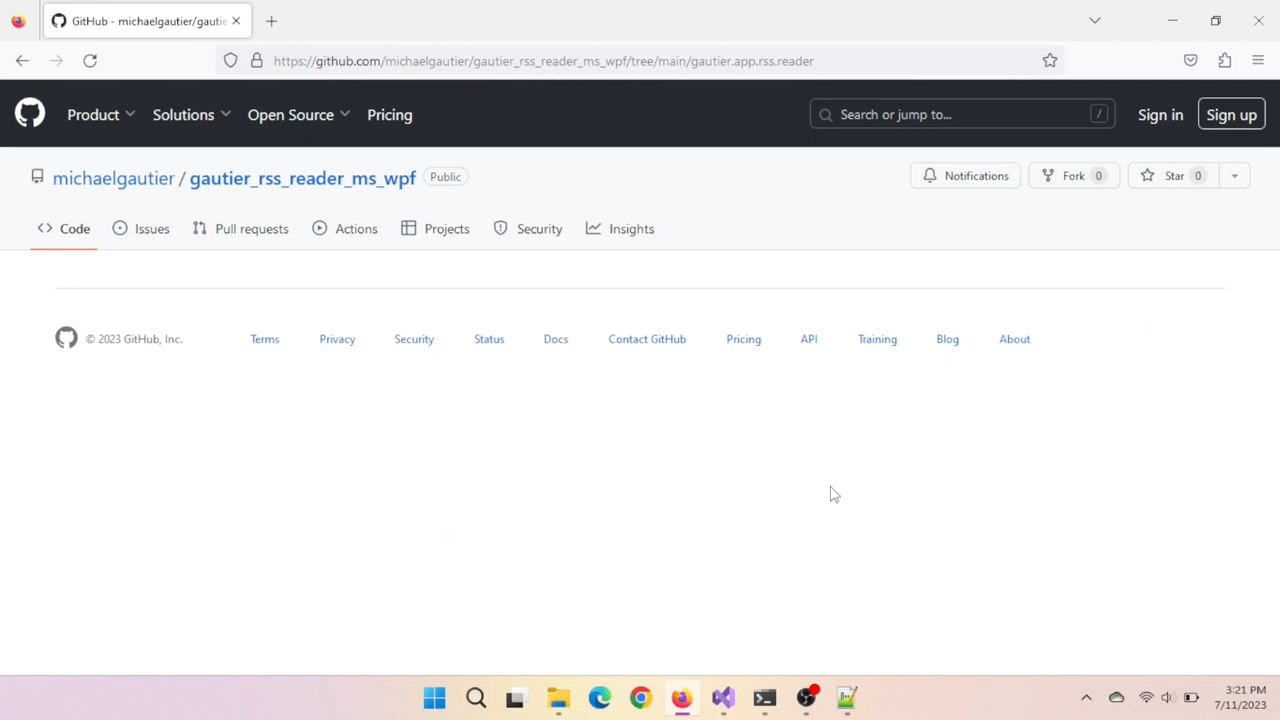 GitHub - michaelgautier/gautie
https://github.com/michaelgautier/gautier_rss_reader_ms_wpf/tree/main/gautier.app.rss.reader
Product Solutions Open Source Pricing Search or jump to... / Sign in Sign up
michaelgautier / gautier_rss_reader_ms_wpf Public Notifications Fork 0 Star 0
Code Issues Pull requests Actions Projects Security Insights
© 2023 GitHub, Inc. Terms Privacy Security Status Docs Contact GitHub Pricing API Training Blog About
3:21 PM
7/11/2023